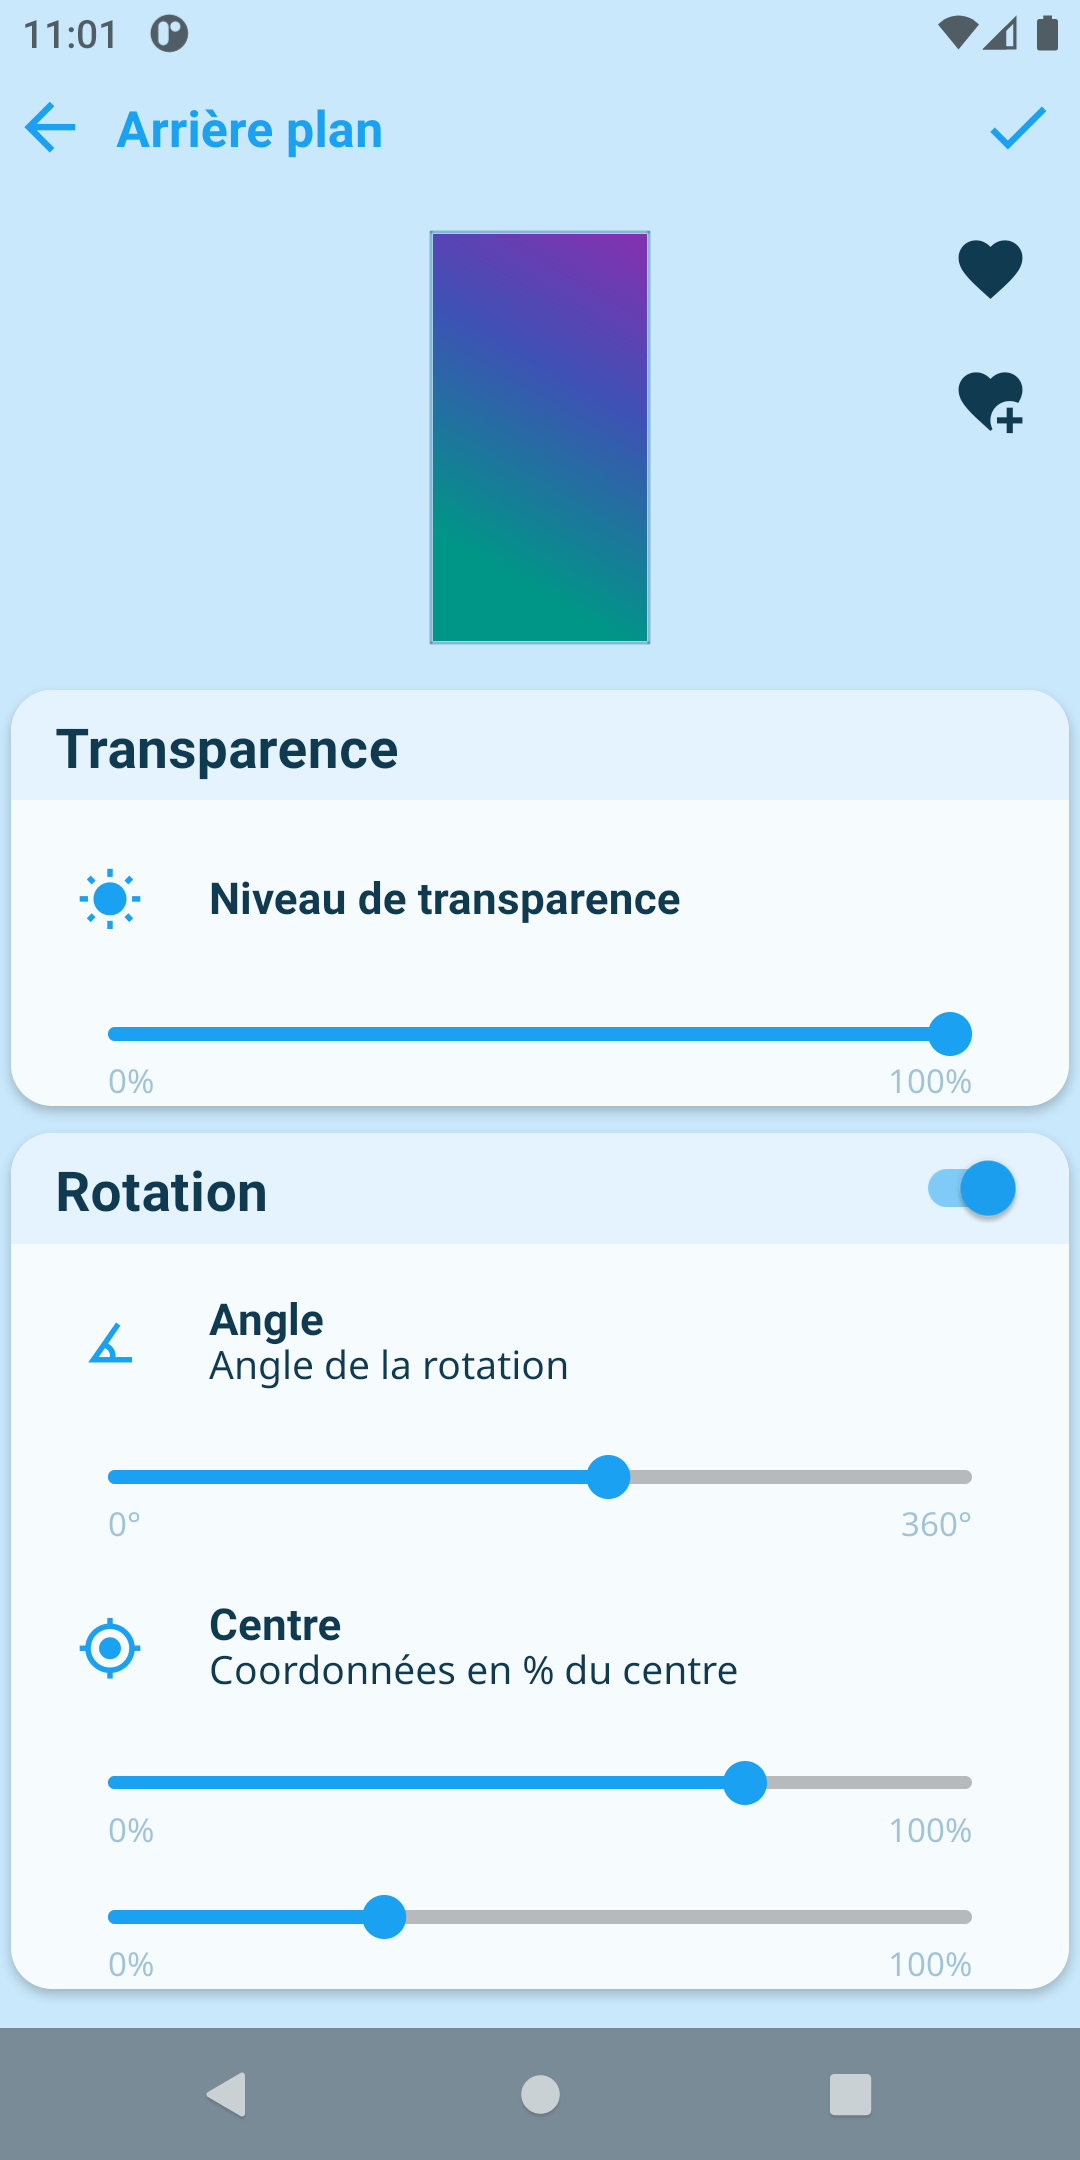 11:01
Arrière plan
Transparence
Niveau de transparence
0% 100%
Rotation
Angle
Angle de la rotation
0° 360°
Centre
Coordonnées en % du centre
0% 100%
0% 100%